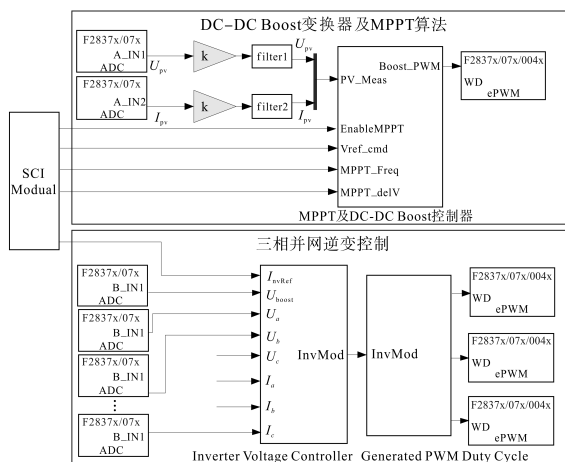 DC-DC Boost变换器及MPPT算法
F2837x/07x
A_IN1
ADC
U_pv
k
filter1
U_pv
F2837x/07x
A_IN2
ADC
I_pv
k
filter2
I_pv
PV_Meas
Boost_PWM
EnableMPPT
Vref_cmd
MPPT_Freq
MPPT_delV
F2837x/07x/004x
WD
ePWM
MPPT及DC-DC Boost控制器
SCI
Modual
三相并网逆变控制
F2837x/07x
B_IN1
ADC
F2837x/07x
B_IN1
ADC
F2837x/07x
B_IN1
ADC
⋯
F2837x/07x
B_IN1
ADC
I_nvRef
U_boost
U_a
U_b
U_c
I_a
I_b
I_c
InvMod
InvMod
F2837x/07x/004x
WD
ePWM
F2837x/07x/004x
WD
ePWM
F2837x/07x/004x
WD
ePWM
Inverter Voltage Controller
Generated PWM Duty Cycle